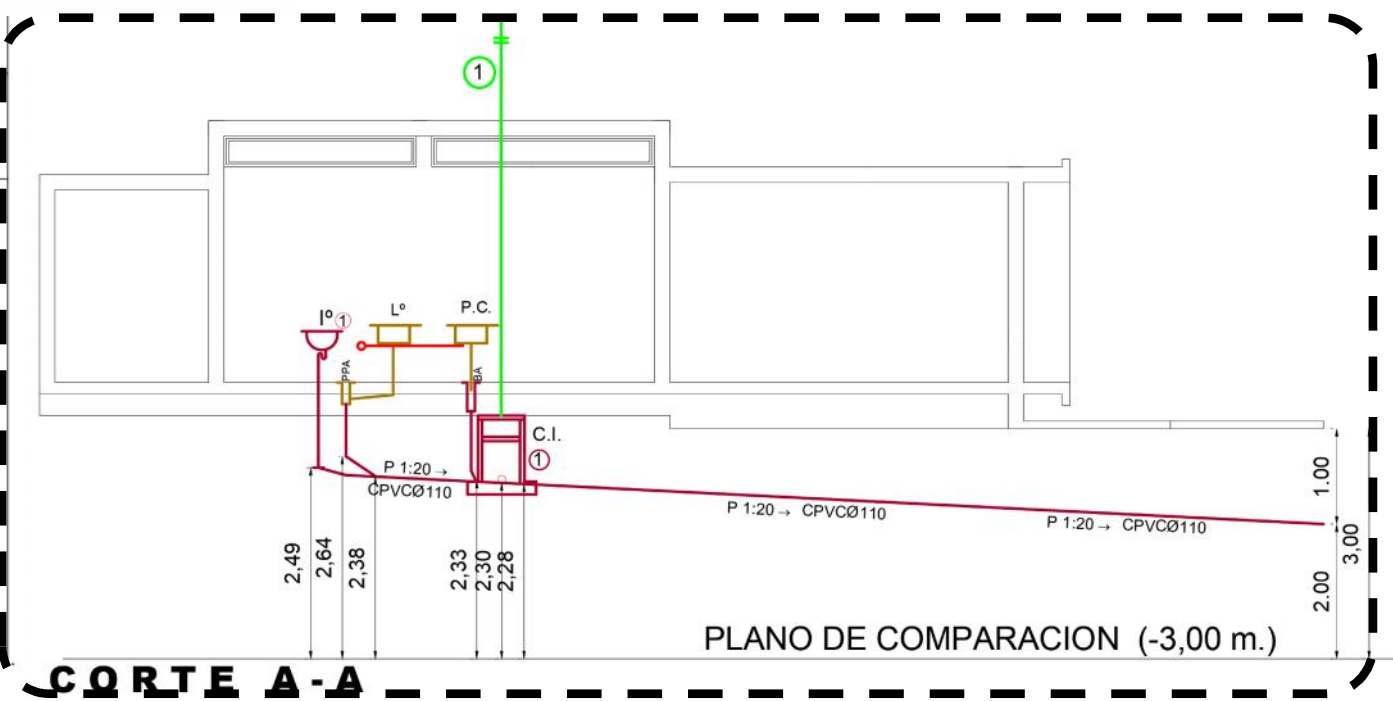 1
Iº 1
Lº
P.C.
PPA
BA
C.I.
1
P 1:20 →
CPVCØ110
P 1:20 → CPVCØ110
P 1:20 → CPVCØ110
2,49
2,64
2,38
2,33
2,30
2,28
1.00
2.00
3,00
PLANO DE COMPARACION (-3,00 m.)
CORTE A-A